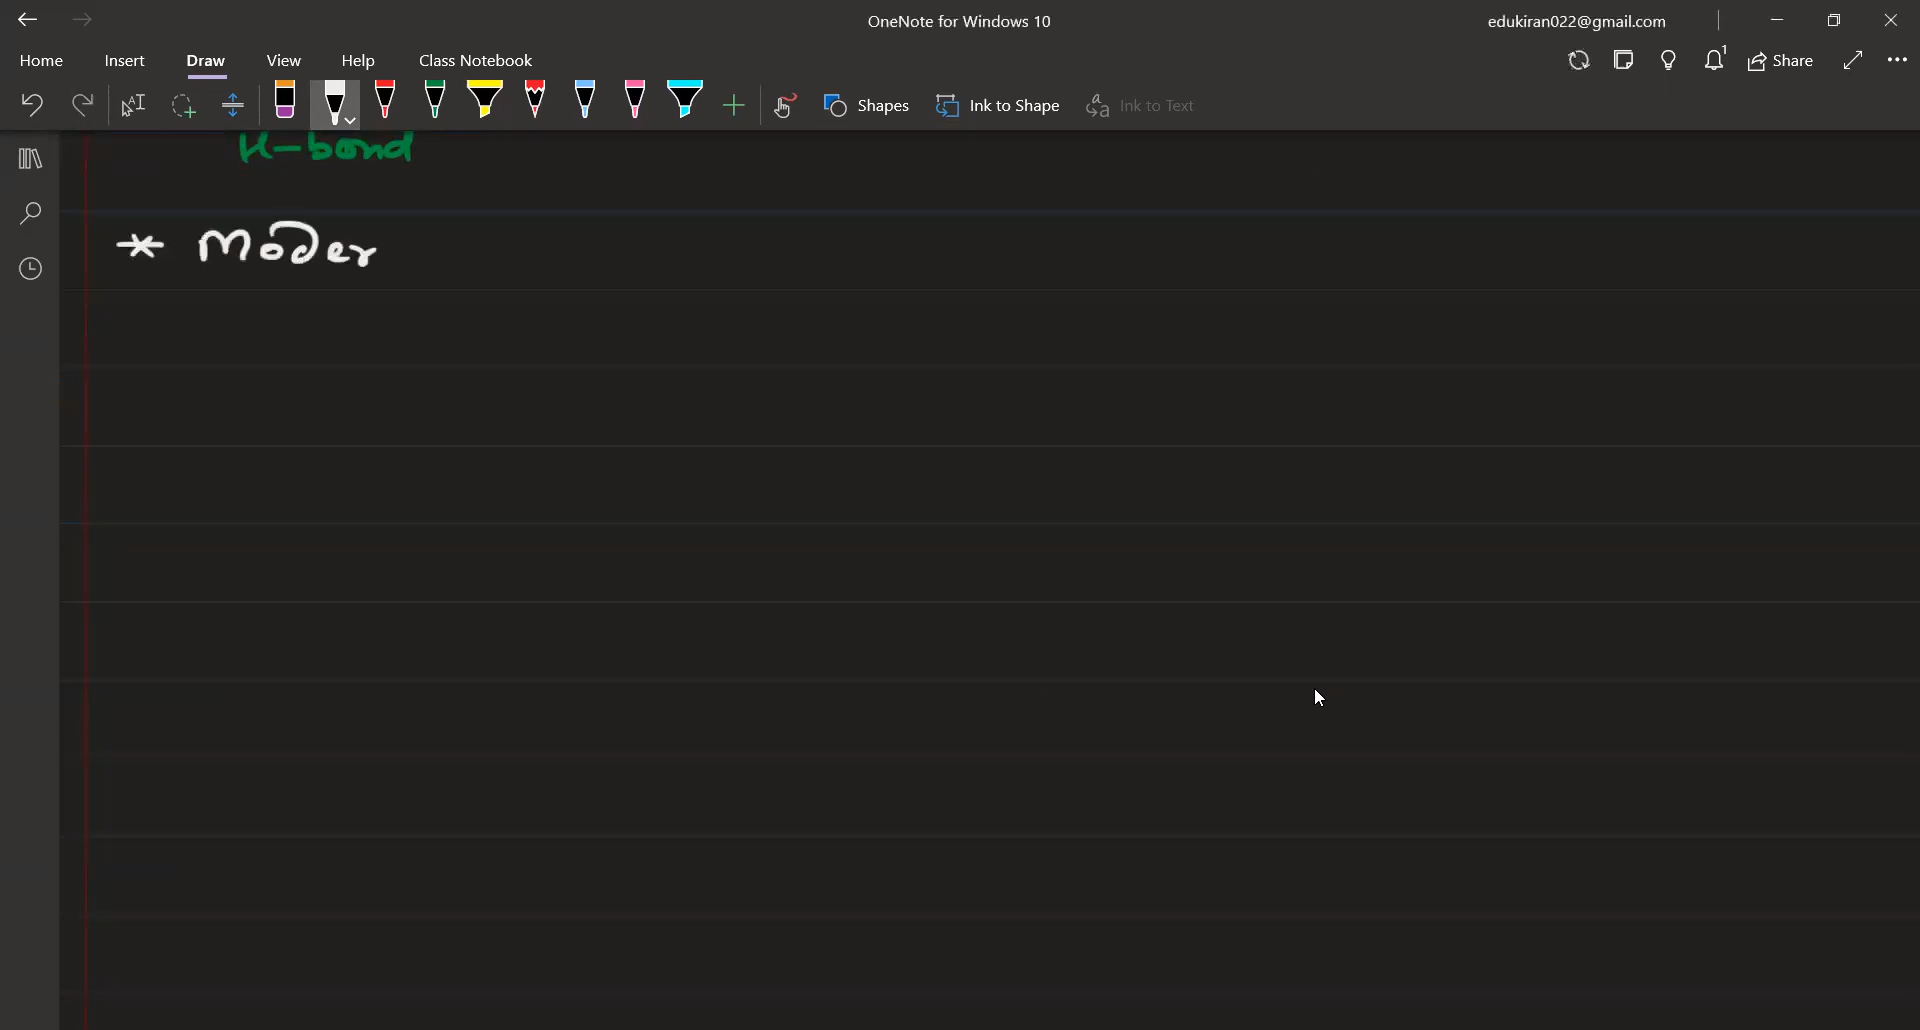 OneNote for Windows 10
edukiran022@gmail.com
Home Insert Draw View Help Class Notebook
1
Share
Shapes Ink to Shape Ink to Text
H-bond
* Moder